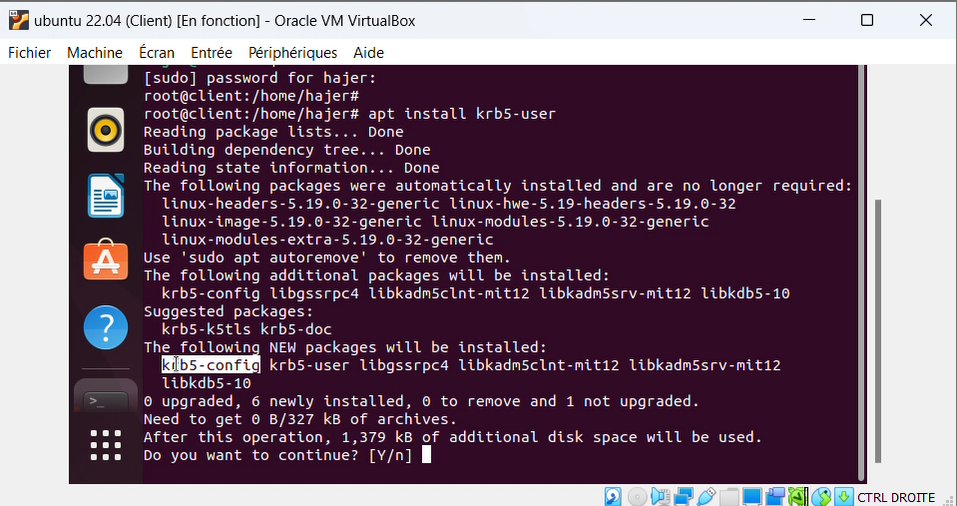 ubuntu 22.04 (Client) [En fonction] - Oracle VM VirtualBox
Fichier Machine Écran Entrée Périphériques Aide
[sudo] password for hajer:
root@client:/home/hajer#
root@client:/home/hajer# apt install krb5-user
Reading package lists... Done
Building dependency tree... Done
Reading state information... Done
The following packages were automatically installed and are no longer required:
linux-headers-5.19.0-32-generic linux-hwe-5.19-headers-5.19.0-32
linux-image-5.19.0-32-generic linux-modules-5.19.0-32-generic
linux-modules-extra-5.19.0-32-generic
Use 'sudo apt autoremove' to remove them.
The following additional packages will be installed:
krb5-config libgssrpc4 libkadm5clnt-mit12 libkadm5srv-mit12 libkdb5-10
Suggested packages:
krb5-k5tls krb5-doc
The following NEW packages will be installed:
krb5-config krb5-user libgssrpc4 libkadm5clnt-mit12 libkadm5srv-mit12
libkdb5-10
0 upgraded, 6 newly installed, 0 to remove and 1 not upgraded.
Need to get 0 B/327 kB of archives.
After this operation, 1,379 kB of additional disk space will be used.
Do you want to continue? [Y/n]
CTRL DROITE